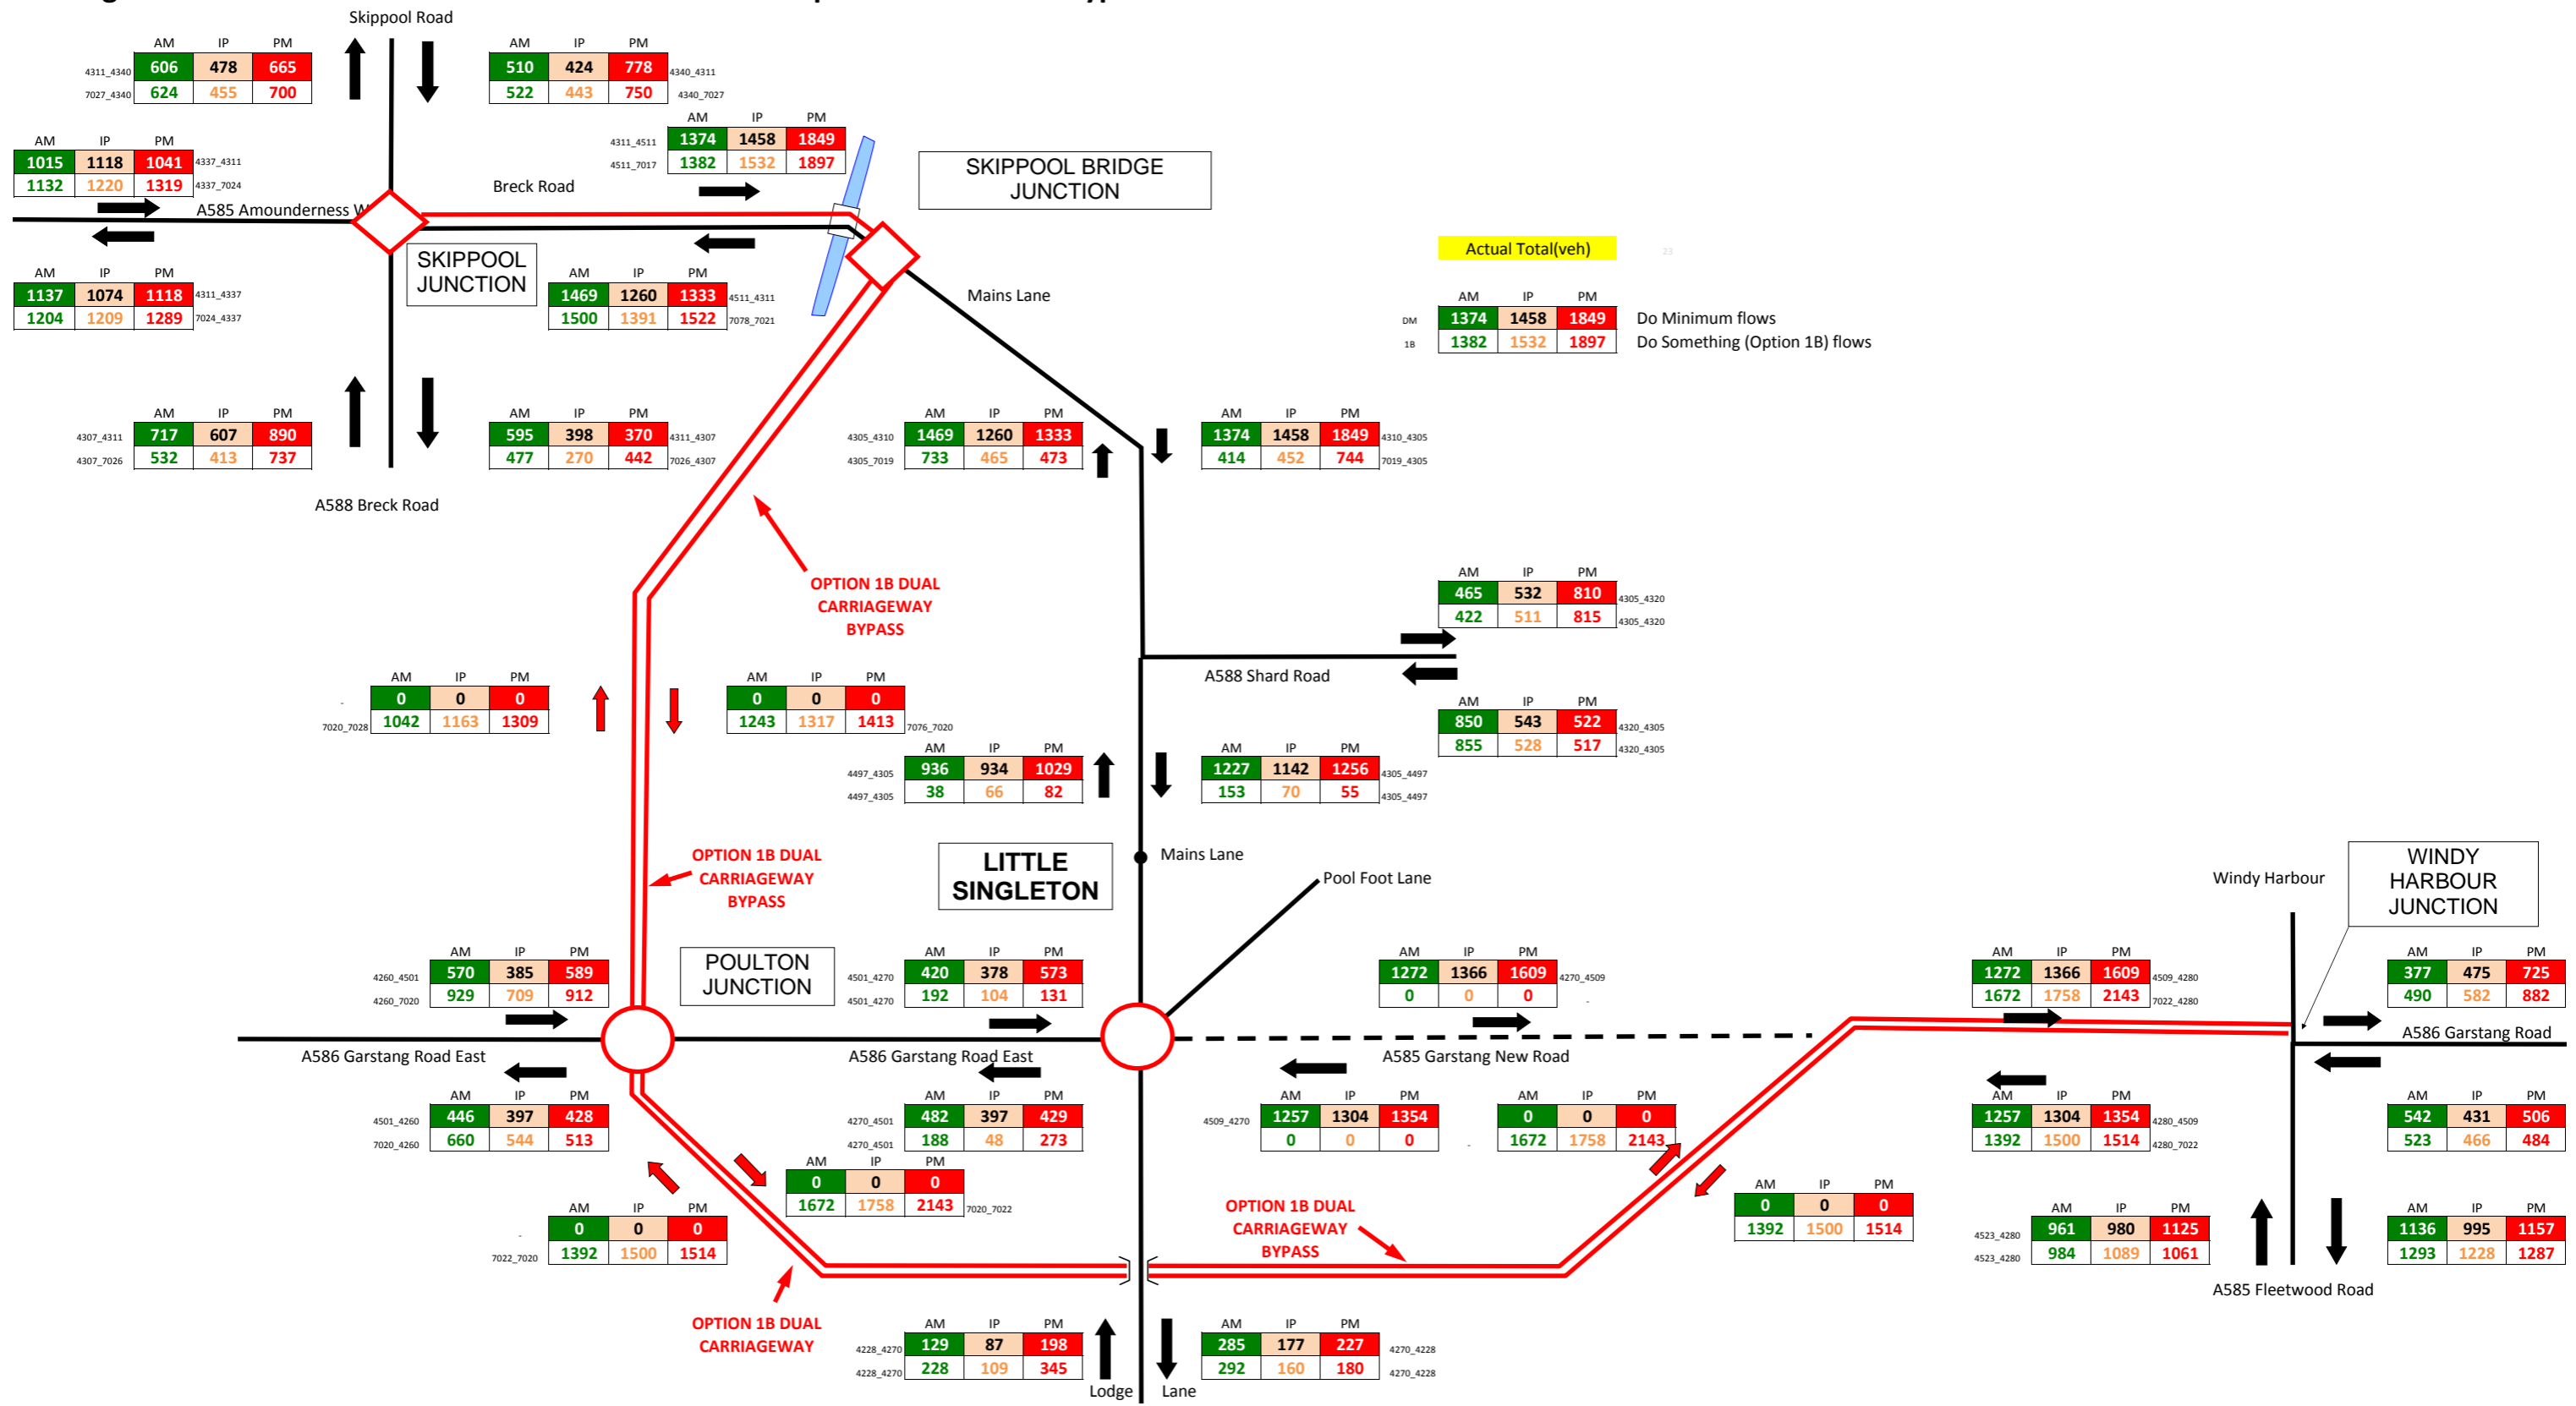 Skippool Road
AM IP PM
4311_4340 606 478 665
7027_4340 624 455 700
AM IP PM
510 424 778 4340_4311
522 443 750 4340_7027
AM IP PM
4311_4511 1374 1458 1849
4511_7017 1382 1532 1897
AM IP PM
1015 1118 1041 4337_4311
1132 1220 1319 4337_7024
SKIPPOOL BRIDGE
JUNCTION
Breck Road
A585 Amounderness W
SKIPPOOL
JUNCTION
AM IP PM
1137 1074 1118 4311_4337
1204 1209 1289 7024_4337
AM IP PM
1469 1260 1333 4511_4311
1500 1391 1522 7078_7021
Mains Lane
Actual Total(veh)
23
AM IP PM
DM 1374 1458 1849 Do Minimum flows
1B 1382 1532 1897 Do Something (Option 1B) flows
AM IP PM
4307_4311 717 607 890
4307_7026 532 413 737
AM IP PM
595 398 370 4311_4307
477 270 442 7026_4307
AM IP PM
4305_4310 1469 1260 1333
4305_7019 733 465 473
AM IP PM
1374 1458 1849 4310_4305
414 452 744 7019_4305
A588 Breck Road
OPTION 1B DUAL
CARRIAGEWAY
BYPASS
AM IP PM
465 532 810 4305_4320
422 511 815 4305_4320
A588 Shard Road
AM IP PM
850 543 522 4320_4305
855 528 517 4320_4305
AM IP PM
- 0 0 0
7020_7028 1042 1163 1309
AM IP PM
0 0 0
1243 1317 1413 7076_7020
AM IP PM
4497_4305 936 934 1029
4497_4305 38 66 82
AM IP PM
1227 1142 1256 4305_4497
153 70 55 4305_4497
OPTION 1B DUAL
CARRIAGEWAY
BYPASS
LITTLE
SINGLETON
Mains Lane
Pool Foot Lane
Windy Harbour
WINDY
HARBOUR
JUNCTION
AM IP PM
4260_4501 570 385 589
4260_7020 929 709 912
POULTON
JUNCTION
AM IP PM
4501_4270 420 378 573
4501_4270 192 104 131
AM IP PM
1272 1366 1609 4270_4509
0 0 0 -
AM IP PM
1272 1366 1609 4509_4280
1672 1758 2143 7022_4280
AM IP PM
377 475 725
490 582 882
A586 Garstang Road East
A586 Garstang Road East
A585 Garstang New Road
A586 Garstang Road
AM IP PM
4501_4260 446 397 428
7020_4260 660 544 513
AM IP PM
4270_4501 482 397 429
4270_4501 188 48 273
AM IP PM
4509_4270 1257 1304 1354
0 0 0
AM IP PM
0 0 0
- 1672 1758 2143
AM IP PM
1257 1304 1354 4280_4509
1392 1500 1514 4280_7022
AM IP PM
542 431 506
523 466 484
AM IP PM
0 0 0
1672 1758 2143 7020_7022
AM IP PM
- 0 0 0
7022_7020 1392 1500 1514
OPTION 1B DUAL
CARRIAGEWAY
BYPASS
AM IP PM
0 0 0
1392 1500 1514
AM IP PM
4523_4280 961 980 1125
4523_4280 984 1089 1061
AM IP PM
1136 995 1157
1293 1228 1287
A585 Fleetwood Road
OPTION 1B DUAL
CARRIAGEWAY
AM IP PM
4228_4270 129 87 198
4228_4270 228 109 345
AM IP PM
285 177 227 4270_4228
292 160 180 4270_4228
Lodge Lane